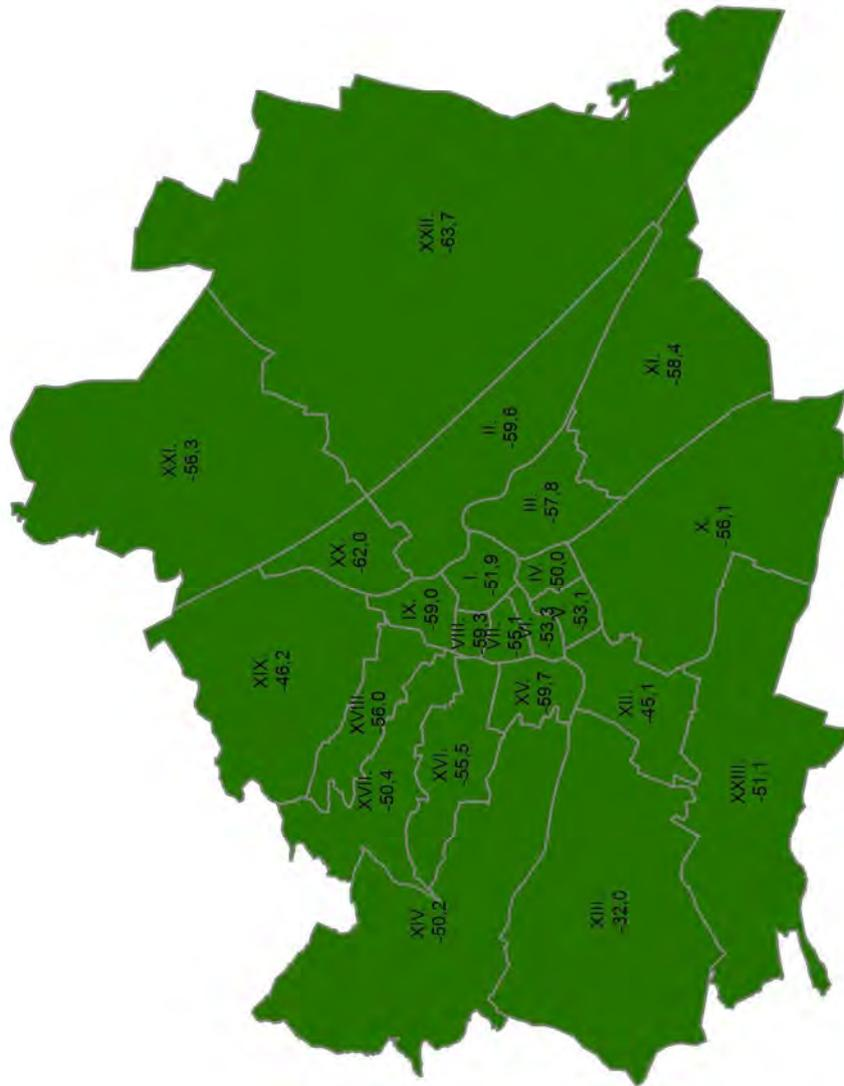 XXI.
-56,3
XXII.
-63,7
XIX.
-46,2
XX.
-62,0
XVIII.
-56,0
IX.
-59,0
XVII.
-50,4
XIV.
-50,2
XVI.
-55,5
VIII.
-59,3
I.
-51,9
II.
-59,6
VII.
-55,1
XV.
-59,7
VI.
-53,3
IV.
-50,0
III.
-57,8
V.
-53,1
XIII.
-32,0
XII.
-45,1
XI.
-58,4
X.
-56,1
XXIII.
-51,1